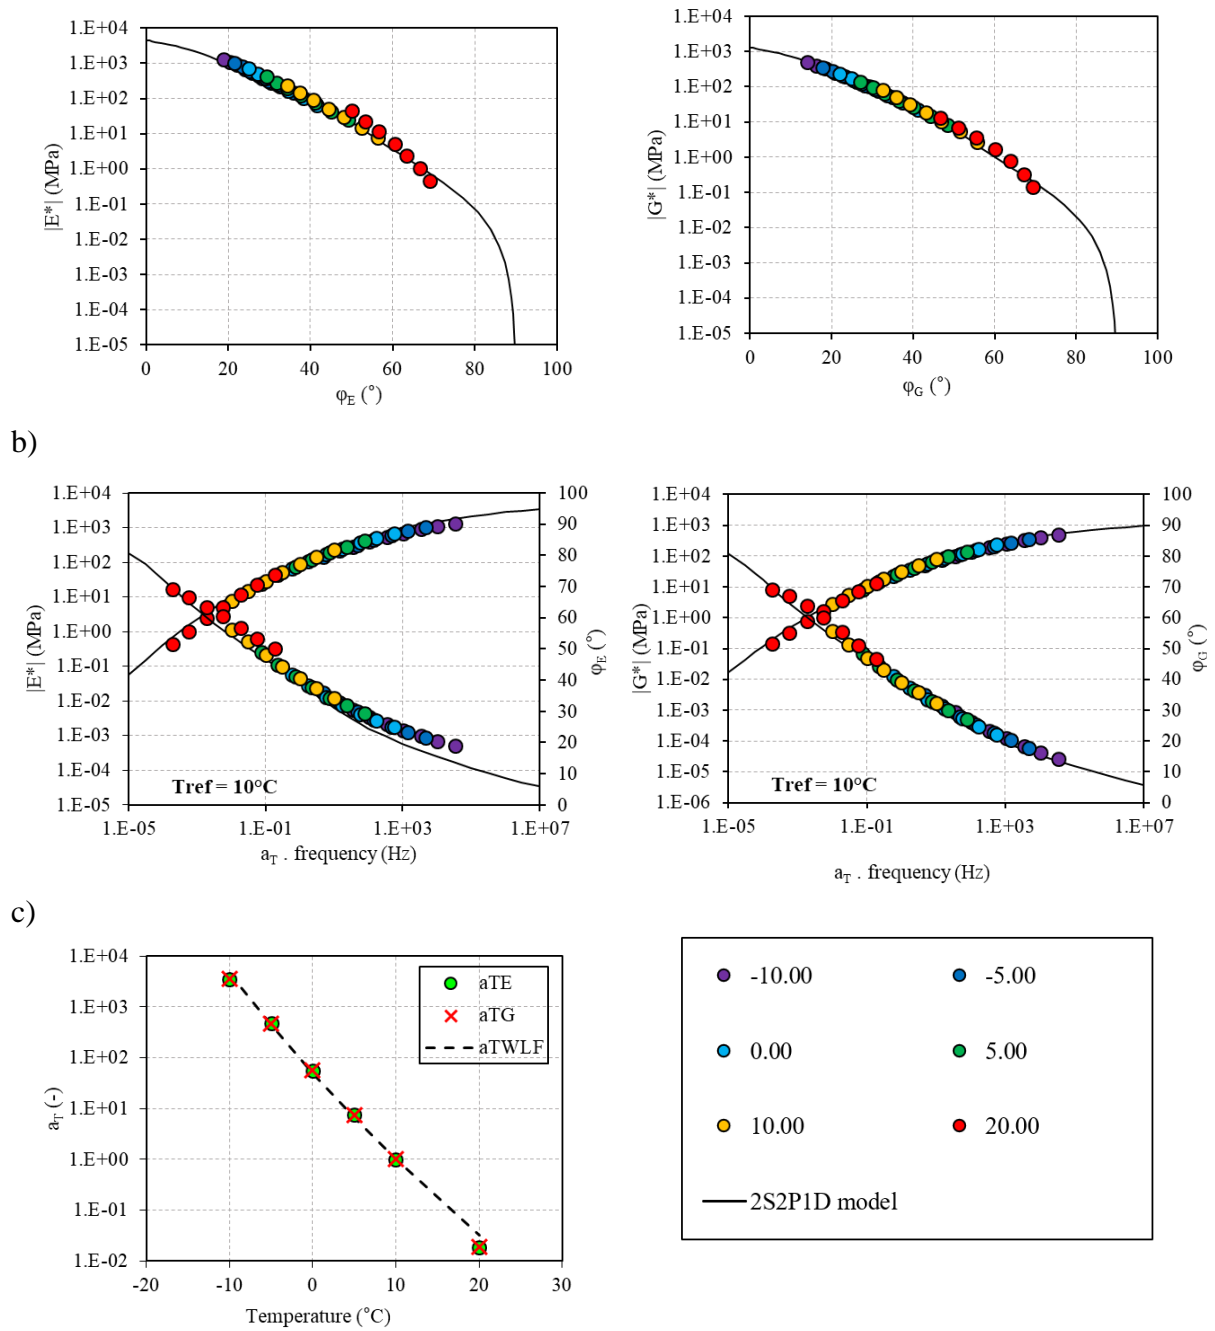 1.E+04
1.E+03
1.E+02
1.E+01
1.E+00
1.E-01
1.E-02
1.E-03
1.E-04
1.E-05
|E*| (MPa)
0 20 40 60 80 100
φE (°)
1.E+04
1.E+03
1.E+02
1.E+01
1.E+00
1.E-01
1.E-02
1.E-03
1.E-04
1.E-05
|G*| (MPa)
0 20 40 60 80 100
φG (°)
b)
1.E+04
1.E+03
1.E+02
1.E+01
1.E+00
1.E-01
1.E-02
1.E-03
1.E-04
1.E-05
|E*| (MPa)
100
90
80
70
60
50
40
30
20
10
0
φE (°)
Tref = 10°C
1.E-05 1.E-01 1.E+03 1.E+07
aT . frequency (Hz)
1.E+04
1.E+03
1.E+02
1.E+01
1.E+00
1.E-01
1.E-02
1.E-03
1.E-04
1.E-05
1.E-06
|G*| (MPa)
100
90
80
70
60
50
40
30
20
10
0
φG (°)
Tref = 10°C
1.E-05 1.E-01 1.E+03 1.E+07
aT . frequency (Hz)
c)
1.E+04
1.E+03
1.E+02
1.E+01
1.E+00
1.E-01
1.E-02
aT (-)
aTE
aTG
aTWLF
-20 -10 0 10 20 30
Temperature (°C)
-10.00 -5.00
0.00 5.00
10.00 20.00
2S2P1D model